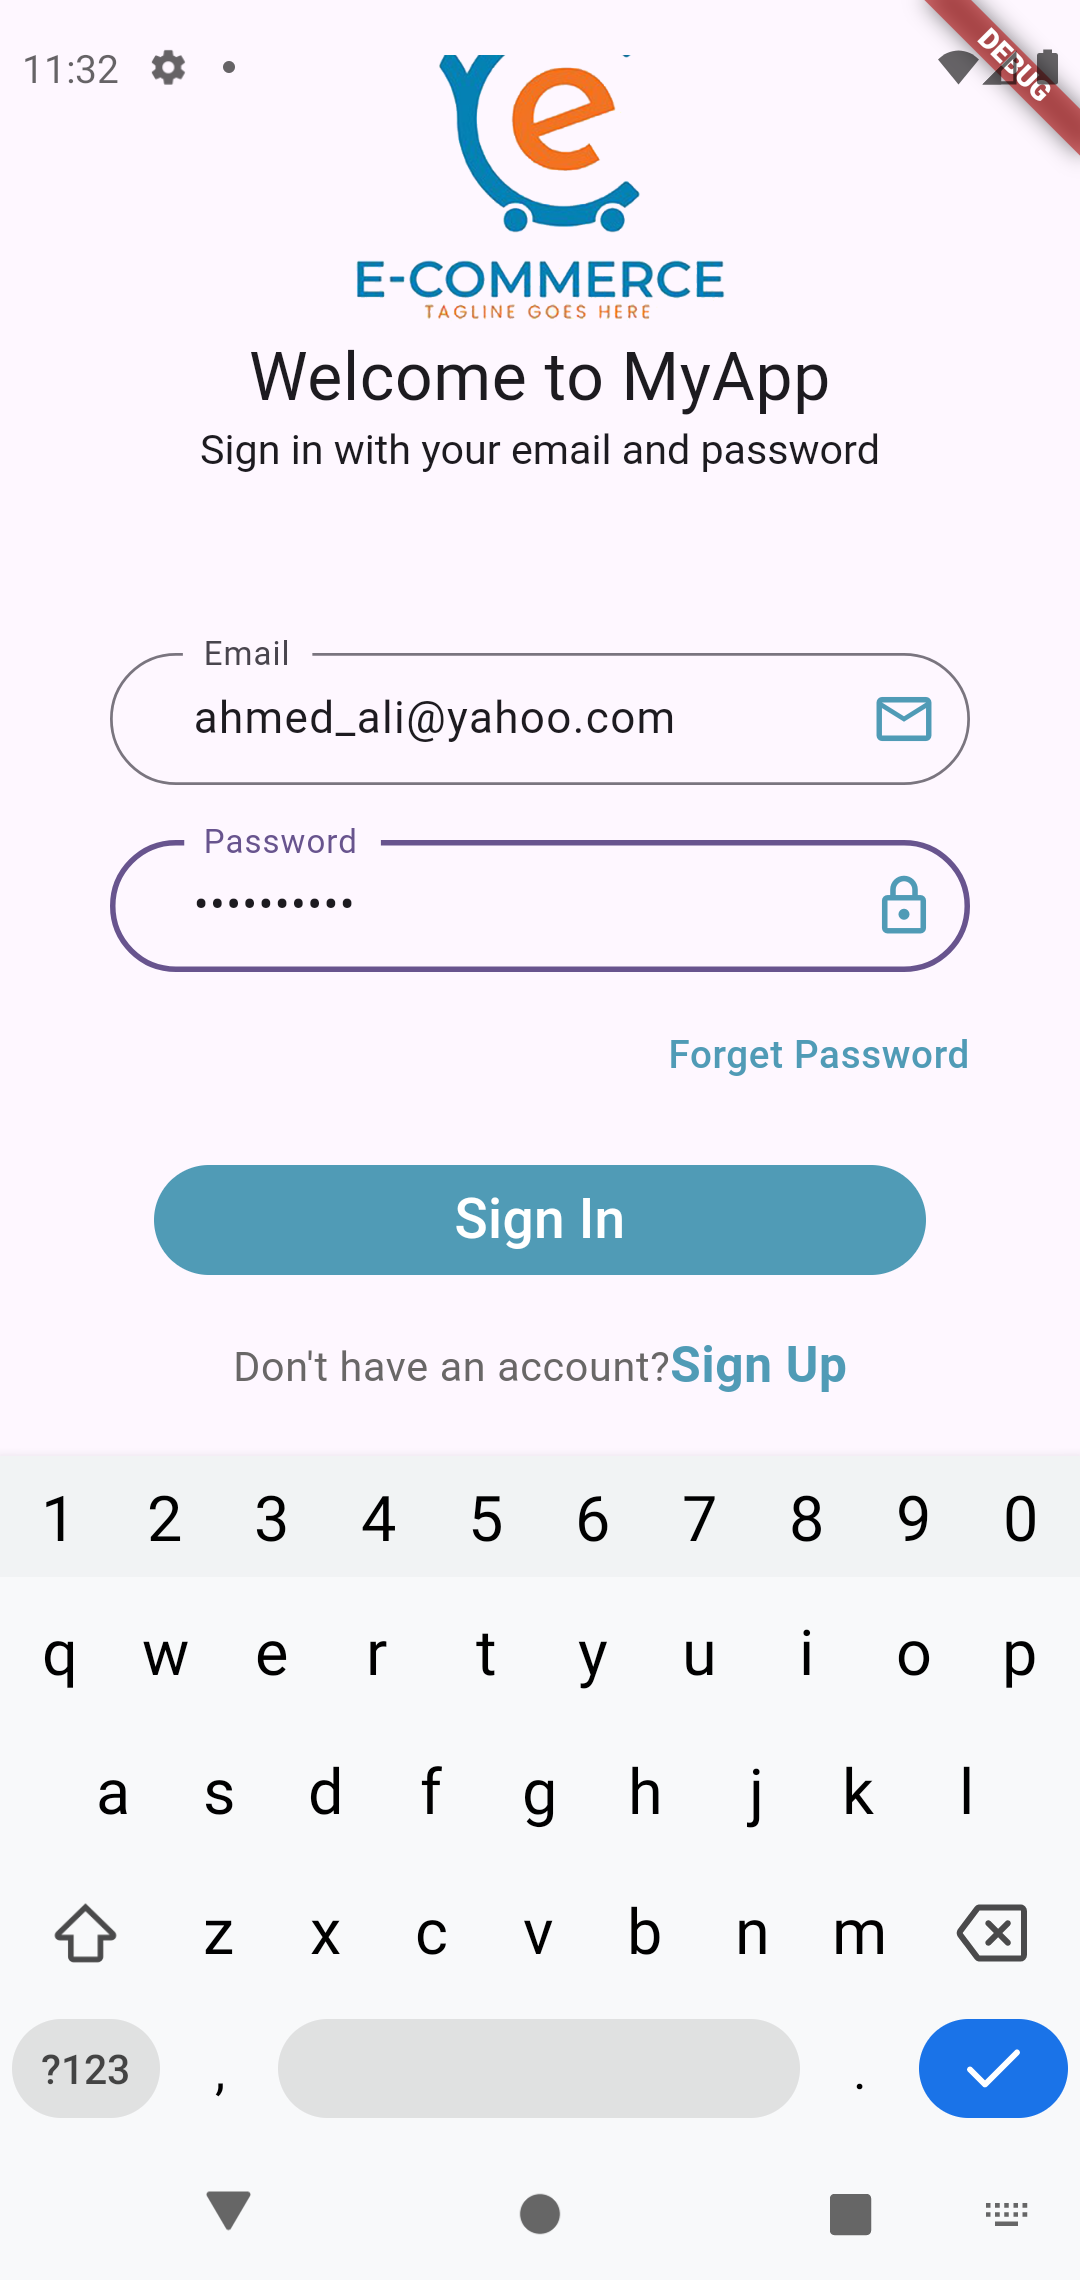 11:32
DEBUG
e
E-COMMERCE
TAGLINE GOES HERE
Welcome to MyApp
Sign in with your email and password
Email
ahmed_ali@yahoo.com
Password
••••••••••
Forget Password
Sign In
Don't have an account?Sign Up
1 2 3 4 5 6 7 8 9 0
q w e r t y u i o p
a s d f g h j k l
z x c v b n m
?123 , .